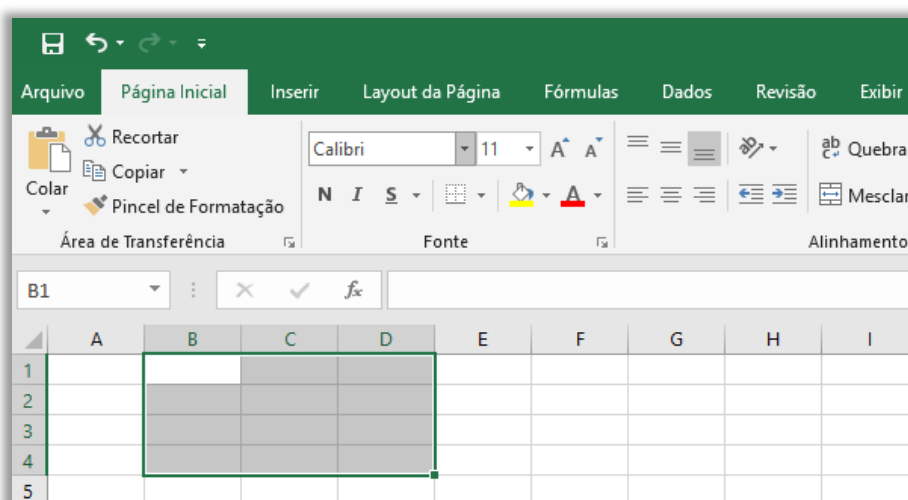 Arquivo Página Inicial Inserir Layout da Página Fórmulas Dados Revisão Exibir
Recortar
Copiar
Pincel de Formatação
Colar
Área de Transferência
Calibri 11 A A
N I S A
Fonte
ab Quebra
c
Mesclar
Alinhamento
B1 fx
A B C D E F G H I
1
2
3
4
5